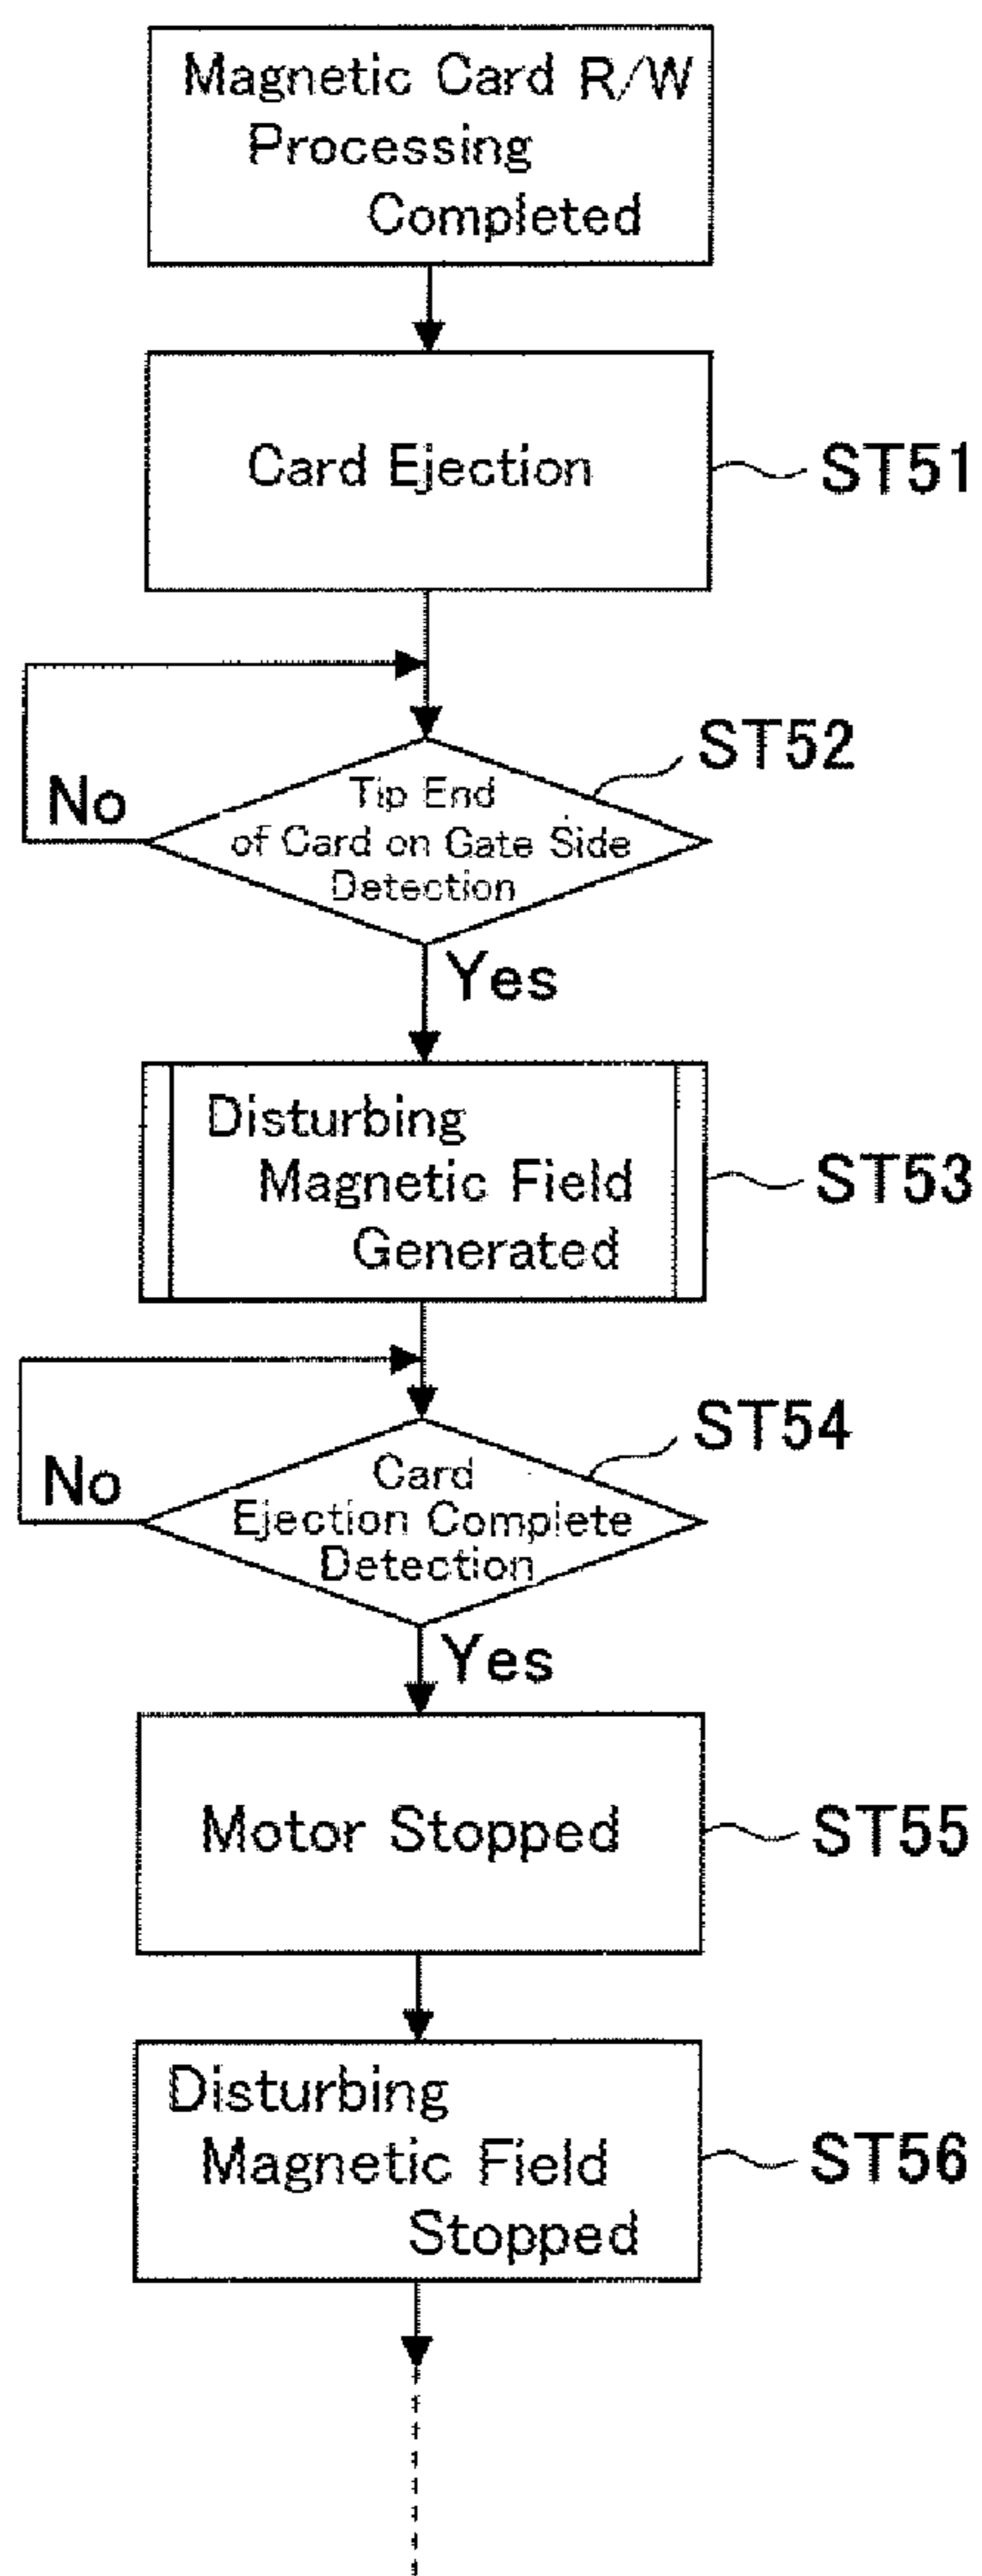 Magnetic Card R/W
Processing
Completed
Card Ejection
ST51
ST52
Tip End
of Card on Gate Side
Detection
No
Yes
Disturbing
Magnetic Field
Generated
ST53
ST54
Card
Ejection Complete
Detection
No
Yes
Motor Stopped
ST55
Disturbing
Magnetic Field
Stopped
ST56